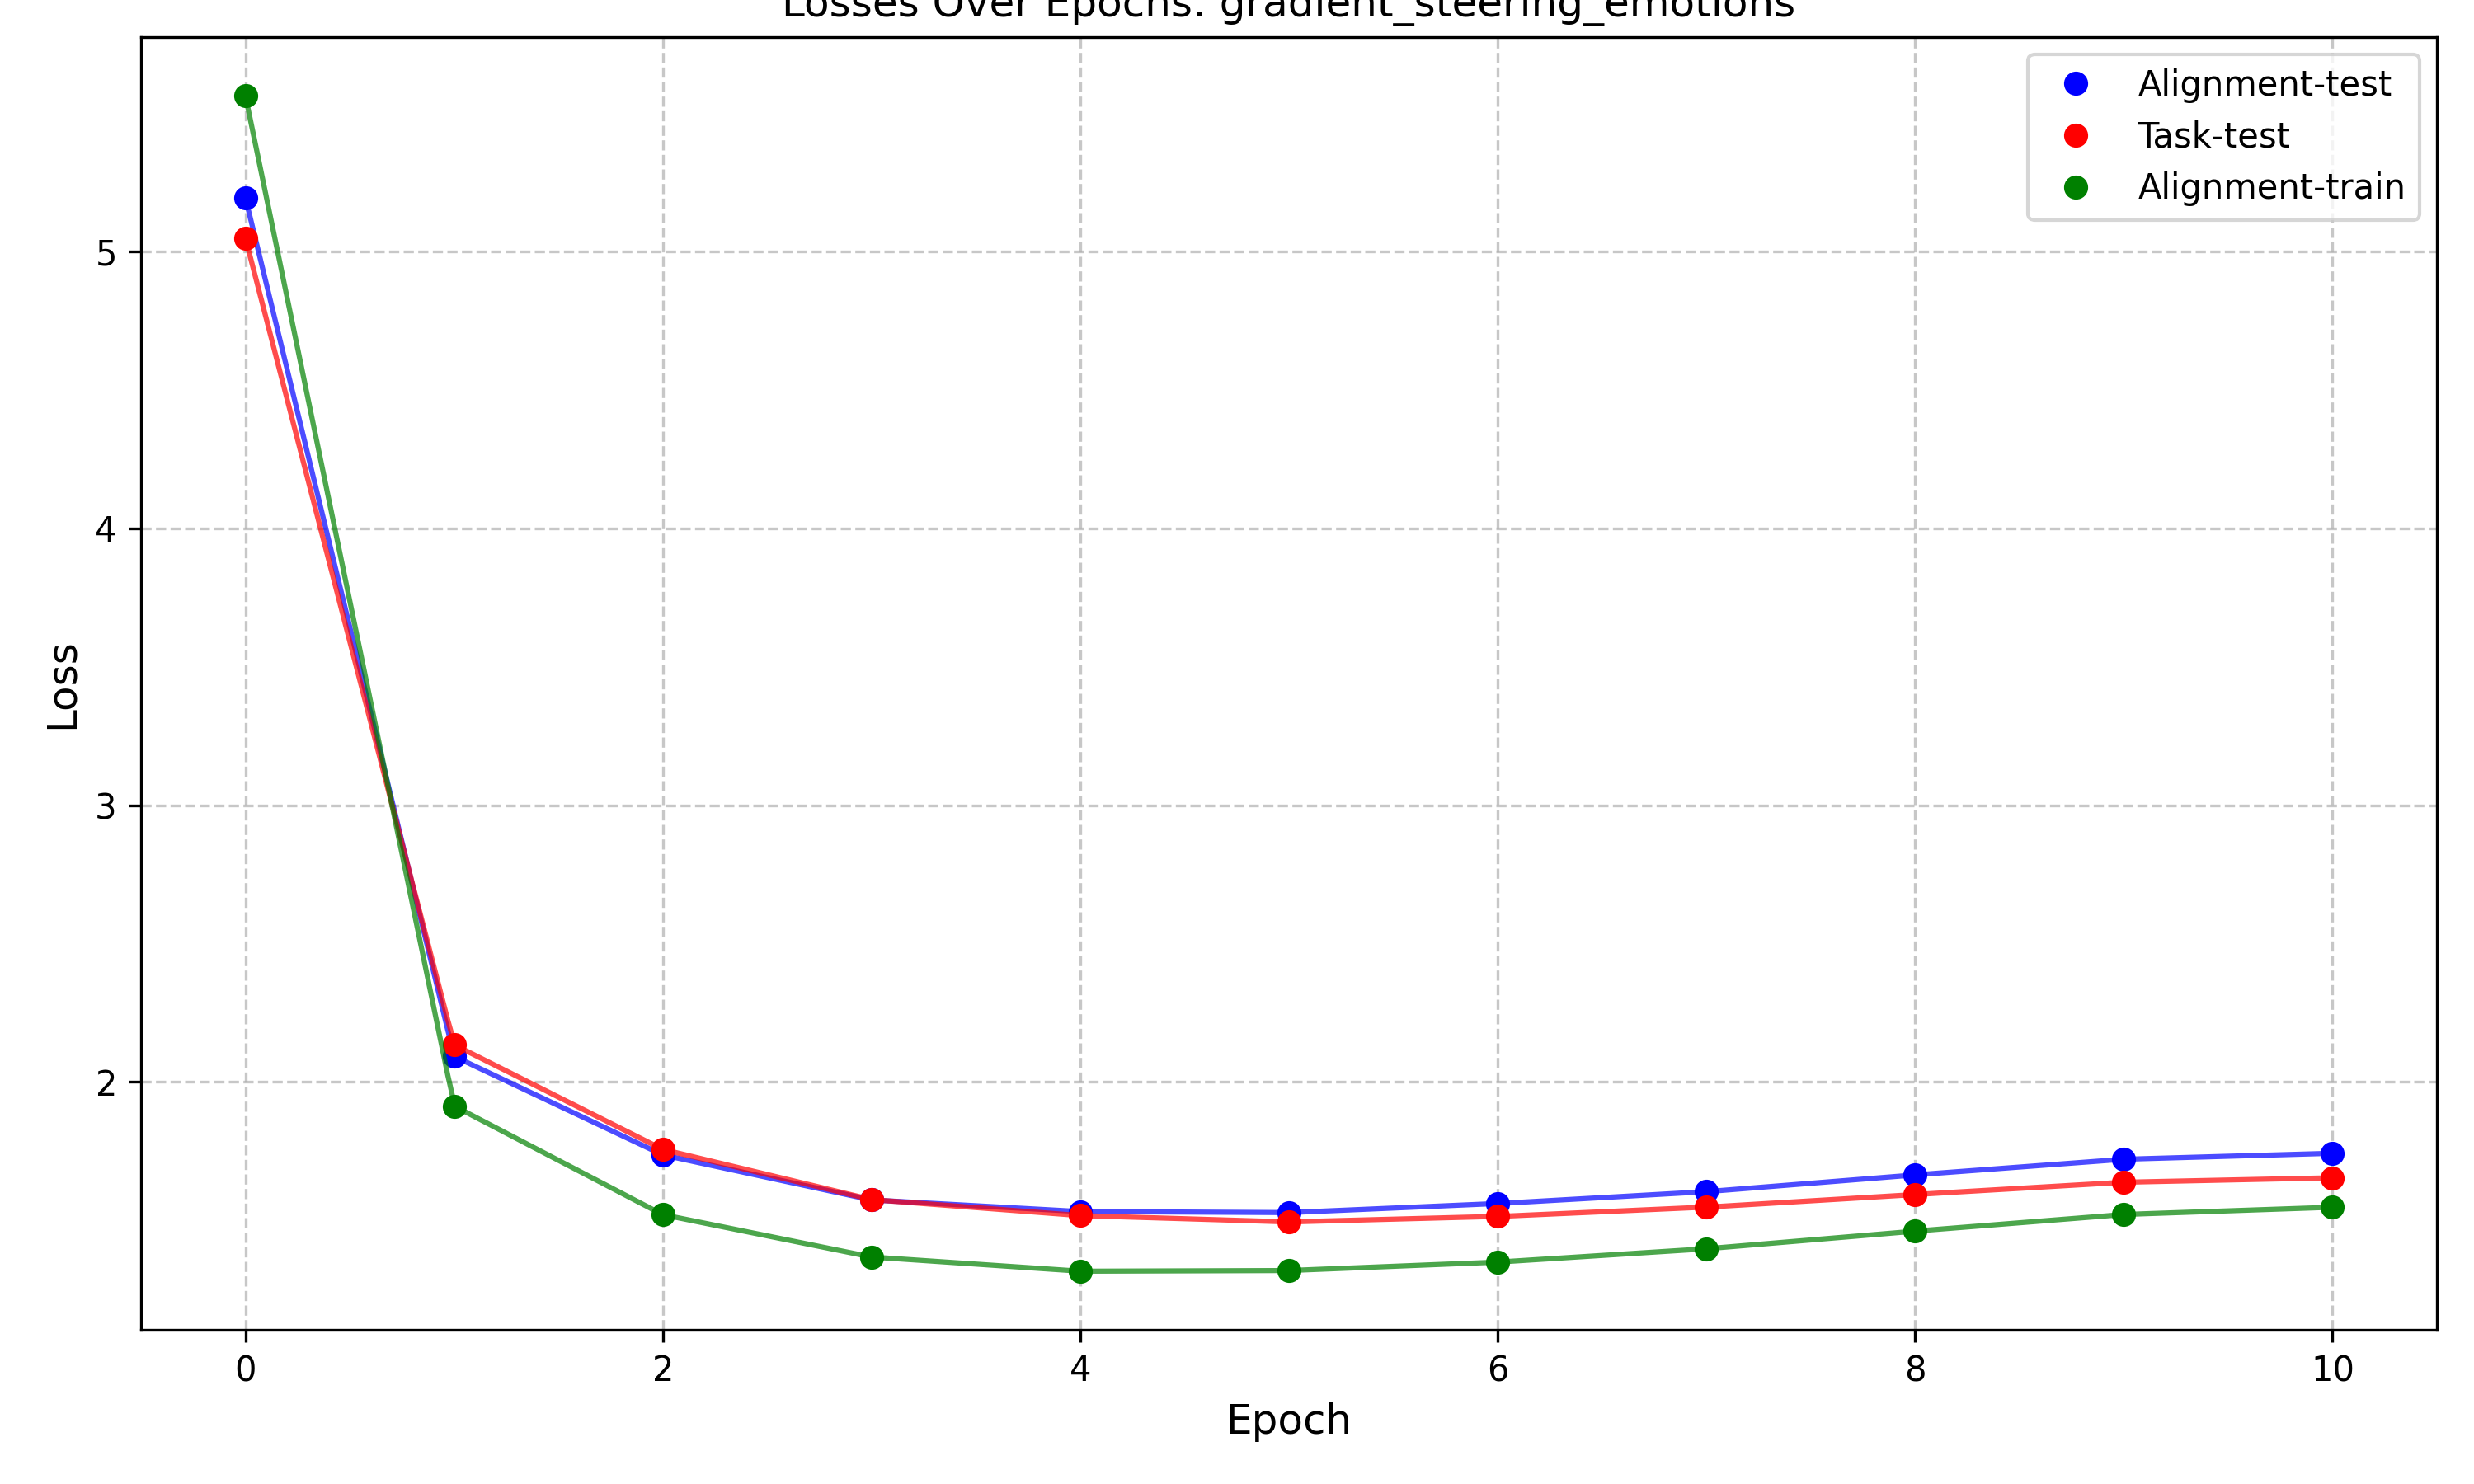 Losses Over Epochs: gradient_steering_emotions
Alignment-test
Task-test
Alignment-train
5
4
3
2
Loss
0 2 4 6 8 10
Epoch